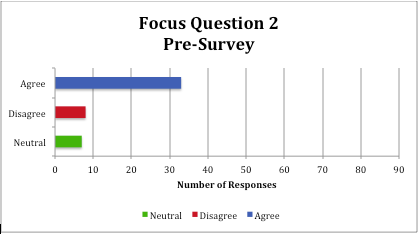 Focus Question 2
Pre-Survey
Agree
Disagree
Neutral
0 10 20 30 40 50 60 70 80 90
Number of Responses
Neutral Disagree Agree